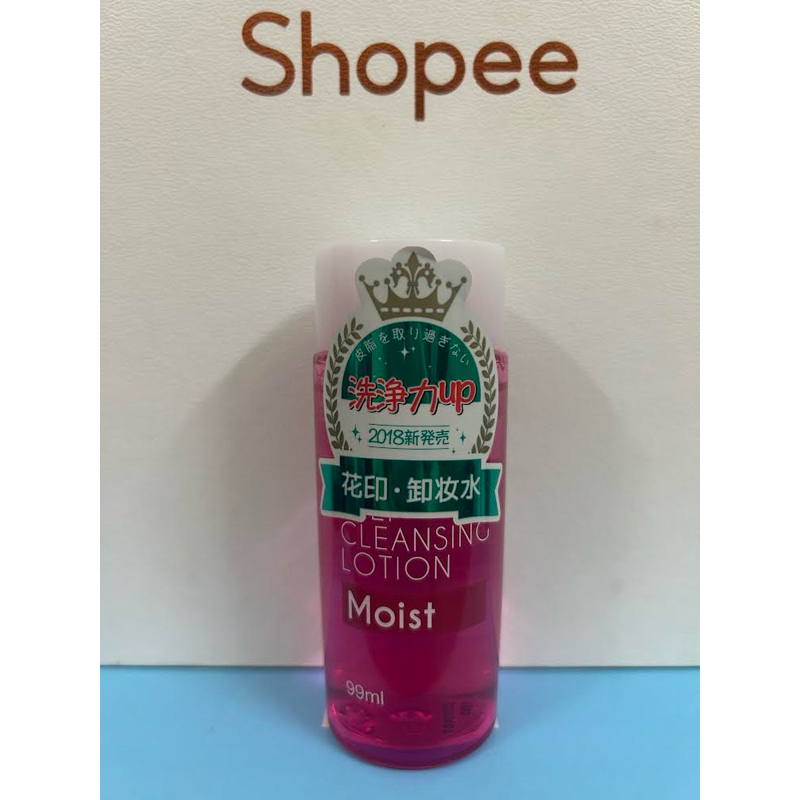 Shopee
皮脂を取り過ぎない
洗浄力up
2018新発売
花印·卸妆水
CLEANSING
LOTION
Moist
99ml